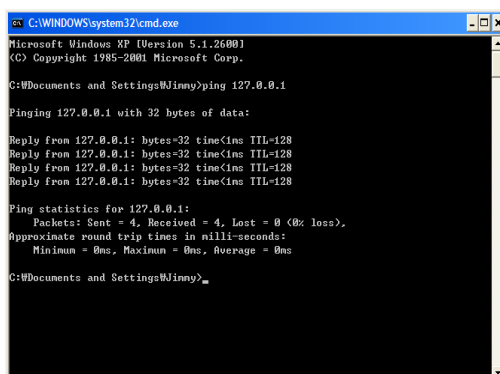 C:\WINDOWS\system32\cmd.exe
Microsoft Windows XP [Version 5.1.2600]
(C) Copyright 1985-2001 Microsoft Corp.
C:₩Documents and Settings₩Jimmy>ping 127.0.0.1
Pinging 127.0.0.1 with 32 bytes of data:
Reply from 127.0.0.1: bytes=32 time<1ms TTL=128
Reply from 127.0.0.1: bytes=32 time<1ms TTL=128
Reply from 127.0.0.1: bytes=32 time<1ms TTL=128
Reply from 127.0.0.1: bytes=32 time<1ms TTL=128
Ping statistics for 127.0.0.1:
Packets: Sent = 4, Received = 4, Lost = 0 (0% loss),
Approximate round trip times in milli-seconds:
Minimum = 0ms, Maximum = 0ms, Average = 0ms
C:₩Documents and Settings₩Jimmy>_